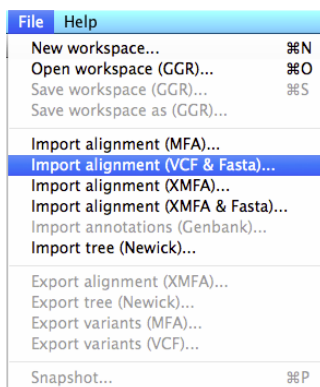 File Help
New workspace... ⌘N
Open workspace (GGR)... ⌘O
Save workspace (GGR)... ⌘S
Save workspace as (GGR)...
Import alignment (MFA)...
Import alignment (VCF & Fasta)...
Import alignment (XMFA)...
Import alignment (XMFA & Fasta)...
Import annotations (Genbank)...
Import tree (Newick)...
Export alignment (XMFA)...
Export tree (Newick)...
Export variants (MFA)...
Export variants (VCF)...
Snapshot... ⌘P